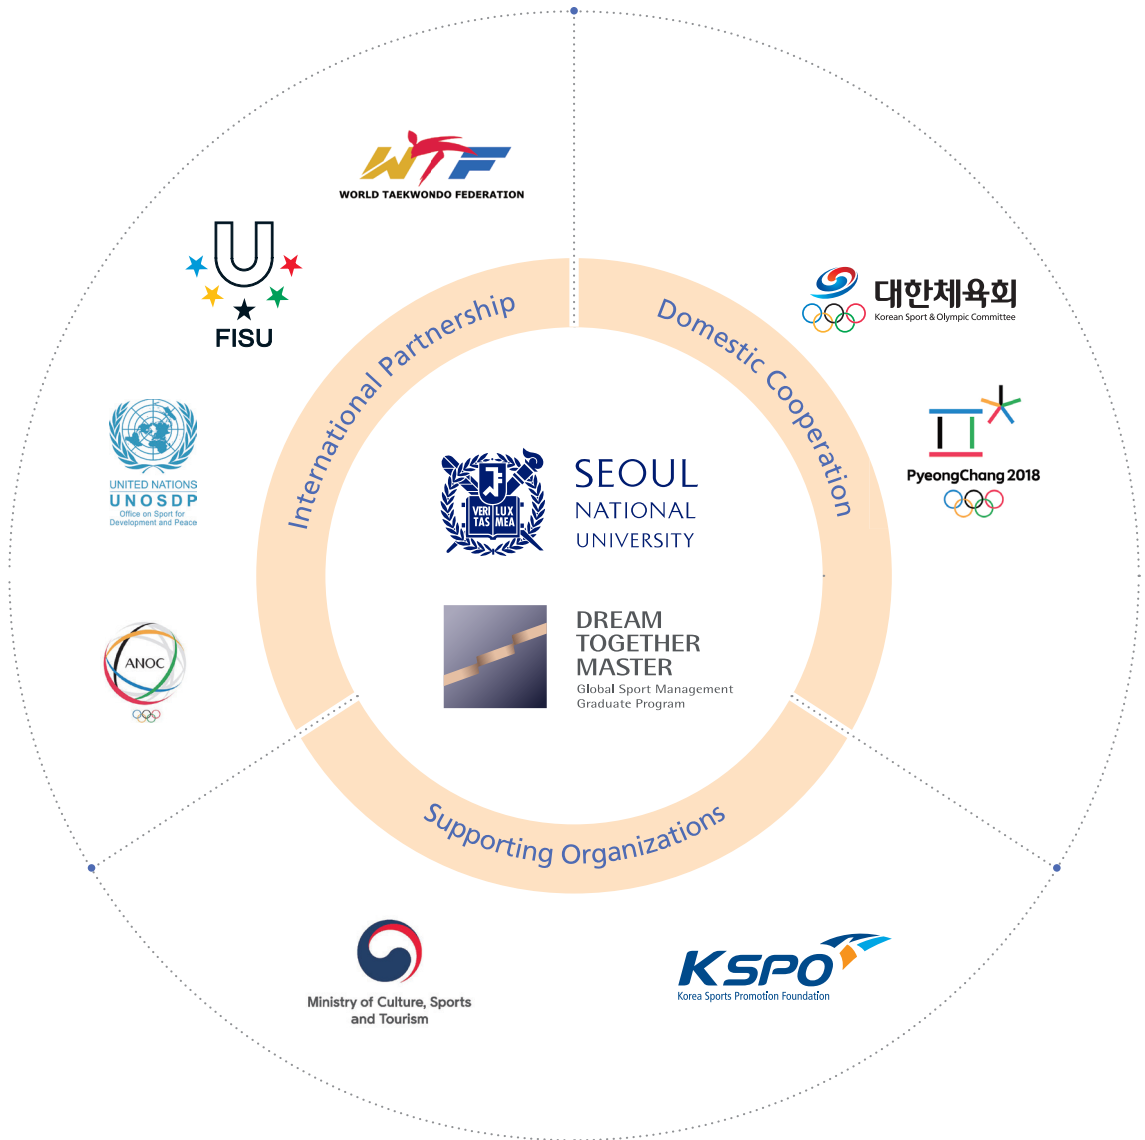 WTF
WORLD TAEKWONDO FEDERATION
U
FISU
UNITED NATIONS
UNOSDP
Office on Sport for
Development and Peace
ANOC
International Partnership
Domestic Cooperation
대한체육회
Korean Sport & Olympic Committee
PyeongChang 2018
VERI LUX
TAS MEA
SEOUL
NATIONAL
UNIVERSITY
DREAM
TOGETHER
MASTER
Global Sport Management
Graduate Program
Supporting Organizations
Ministry of Culture, Sports
and Tourism
KSPO
Korea Sports Promotion Foundation